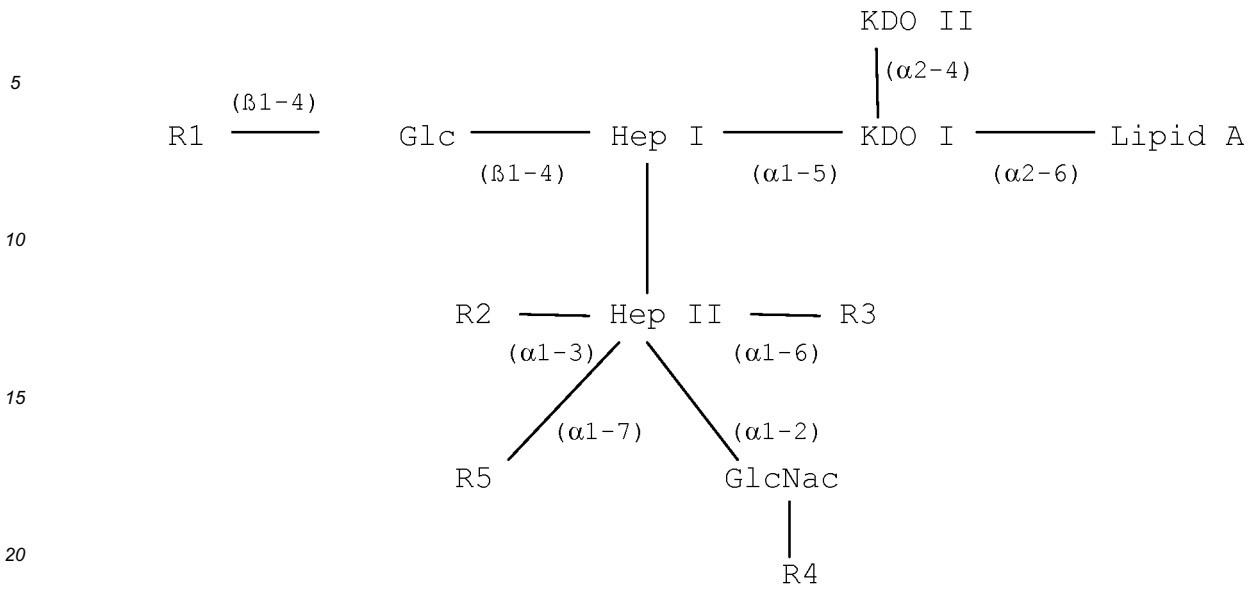 KDO II
5
(α2-4)
(ß1-4)
R1 Glc Hep I KDO I Lipid A
(ß1-4) (α1-5) (α2-6)
10
R2 Hep II R3
(α1-3) (α1-6)
15
(α1-7) (α1-2)
R5 GlcNac
20
R4